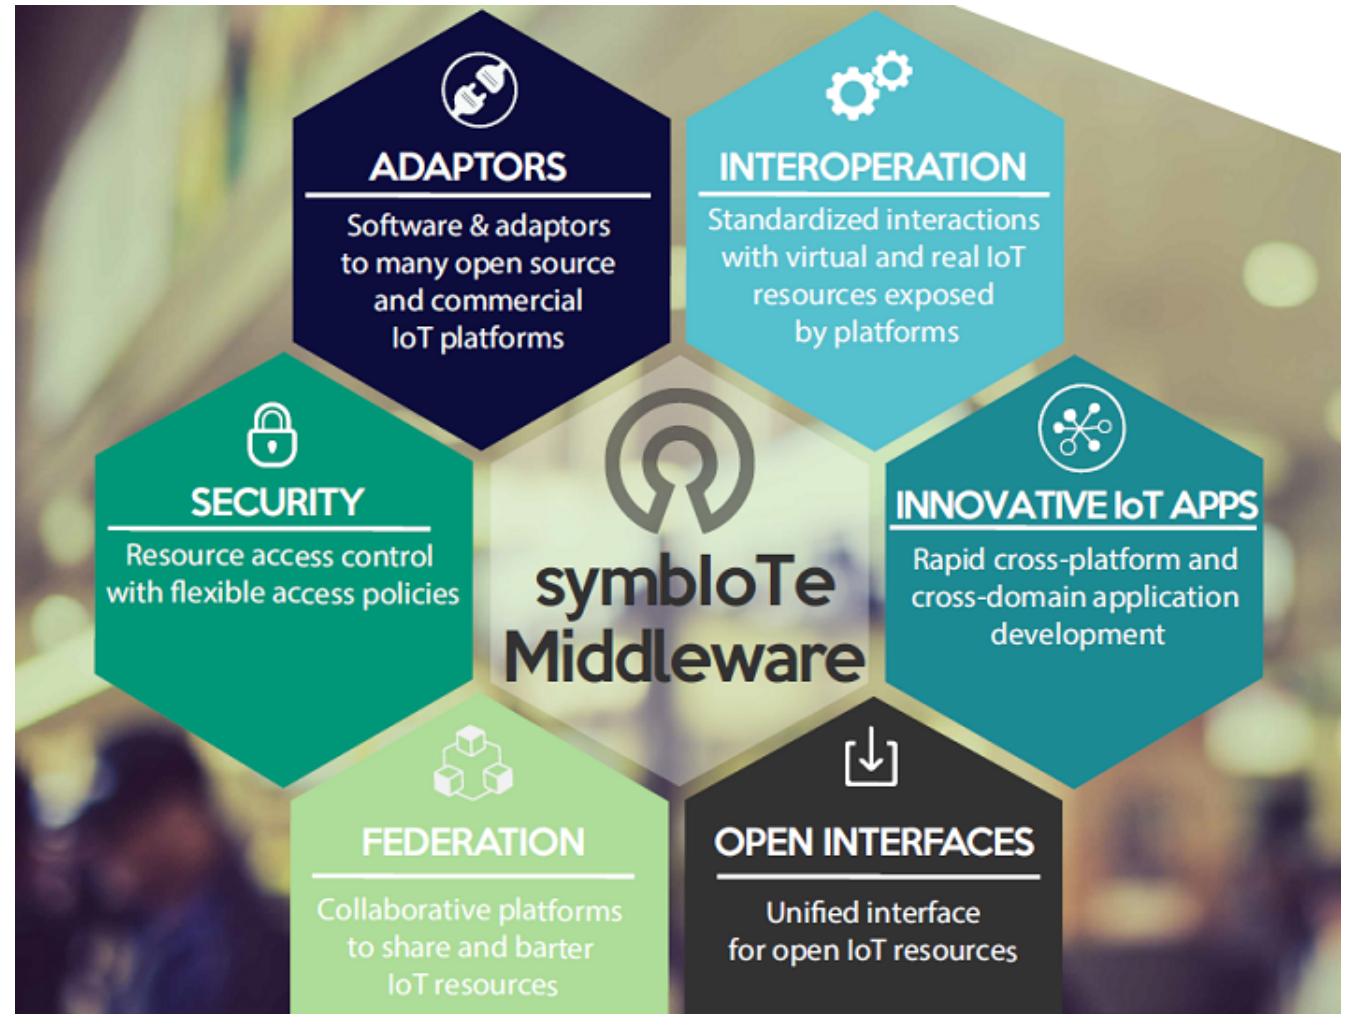 ADAPTORS
Software & adaptors
to many open source
and commercial
IoT platforms
INTEROPERATION
Standardized interactions
with virtual and real IoT
resources exposed
by platforms
SECURITY
Resource access control
with flexible access policies
symbIoTe
Middleware
INNOVATIVE IoT APPS
Rapid cross-platform and
cross-domain application
development
FEDERATION
Collaborative platforms
to share and barter
IoT resources
OPEN INTERFACES
Unified interface
for open IoT resources